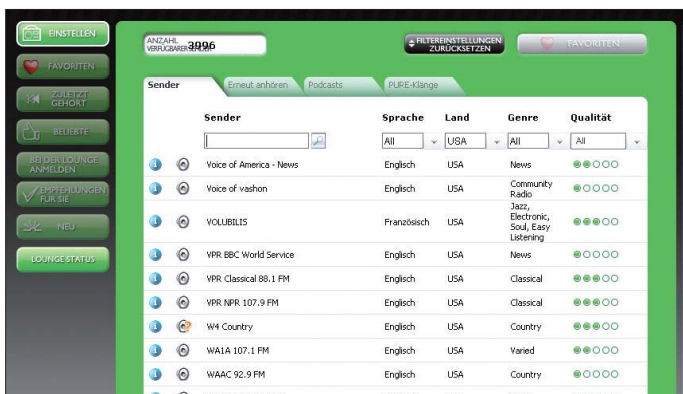 EINSTELLEN
FAVORITEN
ZULETZT
GEHÖRT
BELIEBTE
BEI DER LOUNGE
ANMELDEN
EMPFEHLUNGEN
FÜR SIE
NEU
LOUNGE STATUS
ANZAHL
VERFÜGBARER SENDER 3996
FILTEREINSTELLUNGEN
ZURÜCKSETZEN
FAVORITEN
Sender Erneut anhören Podcasts PURE-Klänge
Sender Sprache Land Genre Qualität
All USA All All
Voice of America - News Englisch USA News
Voice of vashon Englisch USA Community
Radio
VOLUBILIS Französisch USA Jazz,
Electronic,
Soul, Easy
Listening
VPR BBC World Service Englisch USA News
VPR Classical 88.1 FM Englisch USA Classical
VPR NPR 107.9 FM Englisch USA Classical
W4 Country Englisch USA Country
WA1A 107.1 FM Englisch USA Varied
WAAC 92.9 FM Englisch USA Country